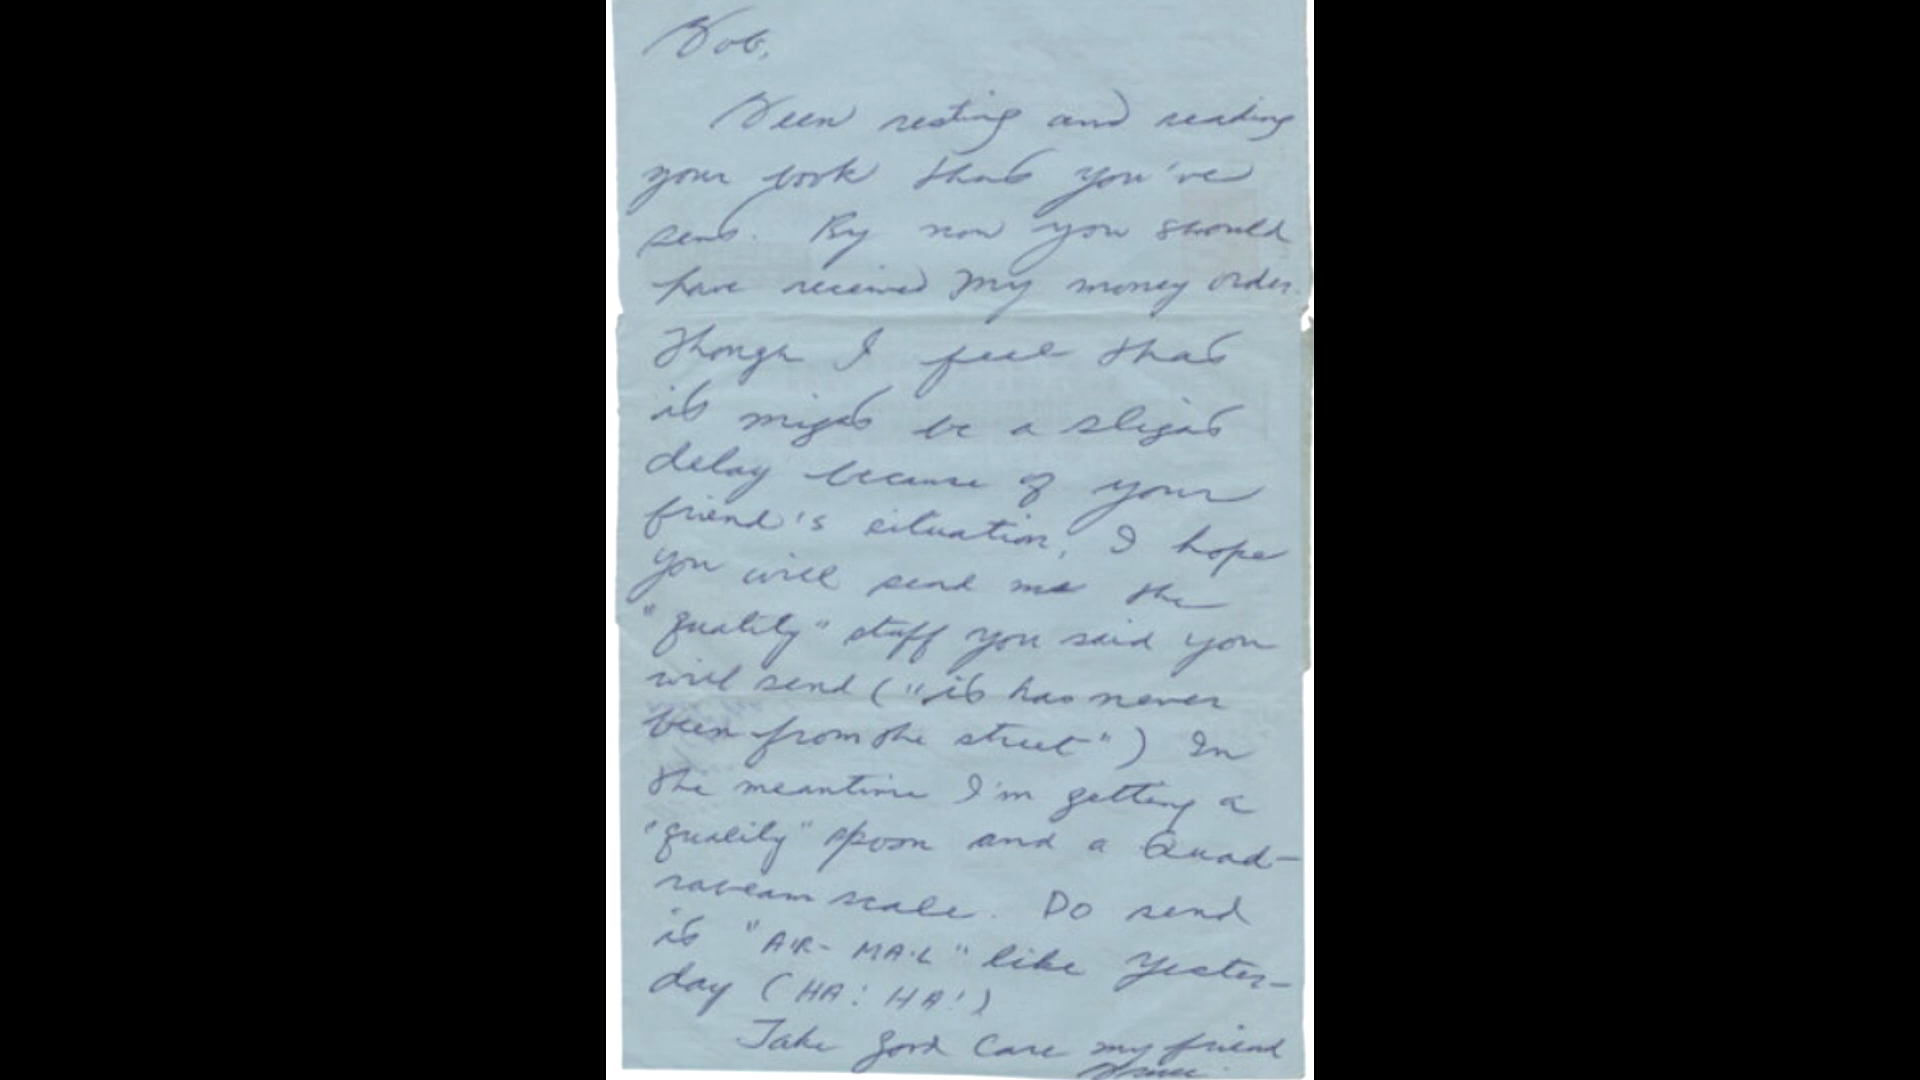 Bob,
Been resting and reading
your book that you've
sent. By now you should
have received my money order.
Though I feel that
it might be a slight
delay because of your
friend's situation, I hope
you will send me the
"quality" stuff you said you
will send ("it has never
been from the street") In
the meantime I'm getting a
"quality" spoon and a Quad-
rabeam scale. Do send
it "AIR-MAIL" like yester-
day (HA! HA!)
Take good care my friend
Bruce